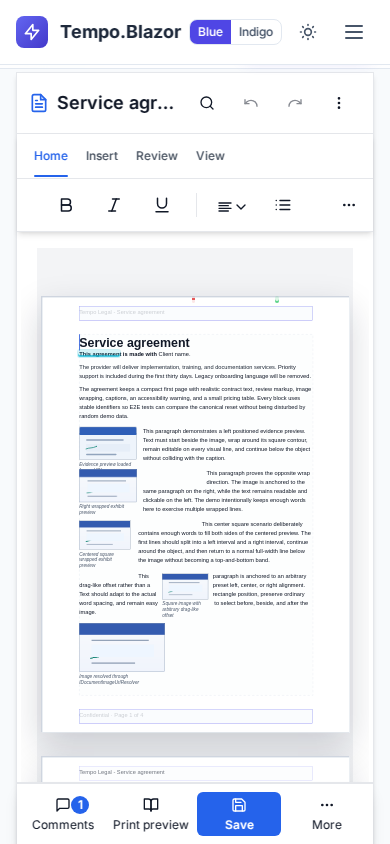 Tempo.Blazor
Blue
Indigo
Service agr...
Home
Insert
Review
View
B
I
U
Tempo Legal - Service agreement
Service agreement
This agreement is made with Client name.
The provider will deliver implementation, training, and documentation services. Priority
support is included during the first thirty days. Legacy onboarding language will be removed.
The agreement keeps a compact first page with realistic contract text, review markup, image
wrapping, captions, an accessibility warning, and a small pricing table. Every block uses
stable identifiers so E2E tests can compare the canonical reset without being disturbed by
random demo data.
This paragraph demonstrates a left positioned evidence preview.
Text must start beside the image, wrap around its square contour,
remain editable on every visual line, and continue below the object
without colliding with the caption.
Evidence preview loaded
This paragraph proves the opposite wrap
direction. The image is anchored to the
same paragraph on the right, while the text remains readable and
clickable on the left. The demo intentionally keeps enough words
here to exercise multiple wrapped lines.
Right wrapped exhibit
preview
This center square scenario deliberately
contains enough words to fill both sides of the centered preview. The
first lines should split into a left interval and a right interval, continue
around the object, and then return to a normal full-width line below
the image without becoming a top-and-bottom band.
Centered square
wrapped exhibit
preview
This paragraph is anchored to an arbitrary
drag-like offset rather than a preset left, center, or right alignment.
Text should adapt to the actual rectangle position, preserve ordinary
word spacing, and remain easy to select before, beside, and after the
Square image with
arbitrary drag-like
offset
Image resolved through
IDocumentImageUrlResolver
Confidential - Page 1 of 4
Tempo Legal - Service agreement
1
Comments
Print preview
Save
More